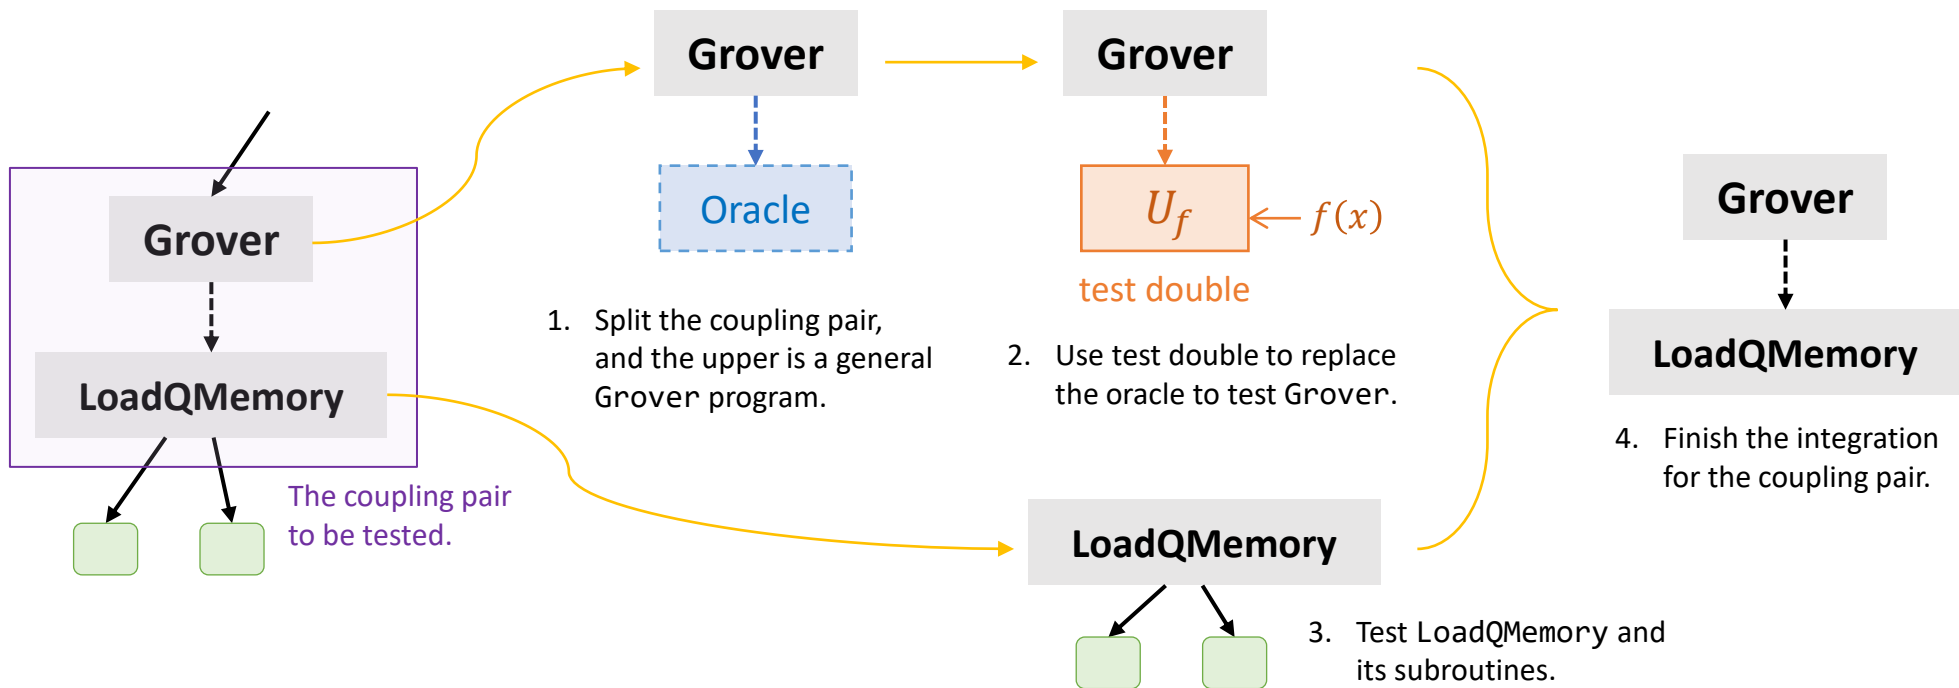 Grover
LoadQMemory
The coupling pair
to be tested.
Grover
Oracle
1. Split the coupling pair,
and the upper is a general
Grover program.
Grover
U_f
f(x)
test double
2. Use test double to replace
the oracle to test Grover.
LoadQMemory
3. Test LoadQMemory and
its subroutines.
Grover
LoadQMemory
4. Finish the integration
for the coupling pair.